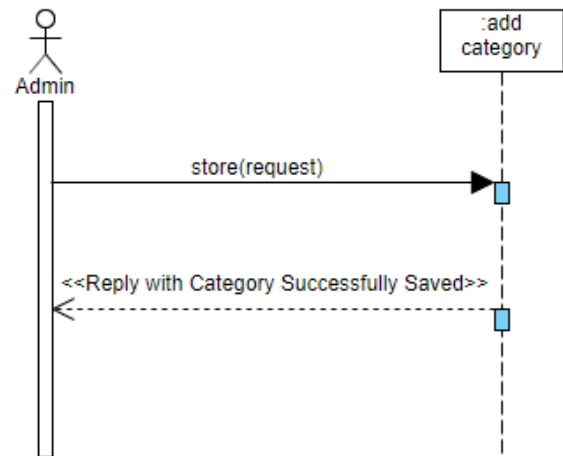 :add
category
Admin
store(request)
<<Reply with Category Successfully Saved>>